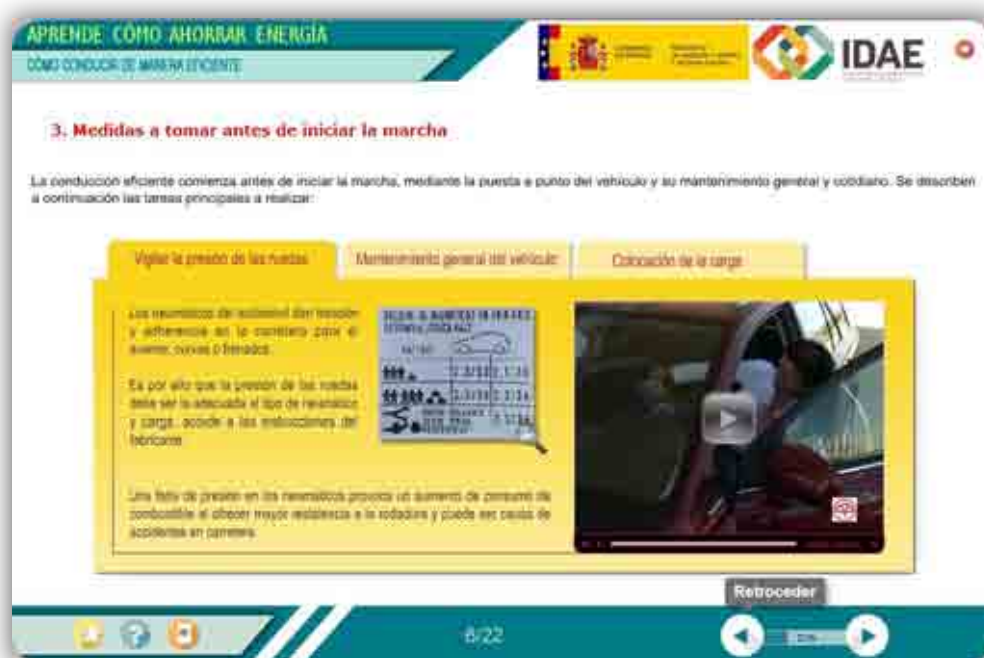 APRENDE CÓMO AHORRAR ENERGÍA
CÓMO CONDUCIR DE MANERA EFICIENTE
IDAE
3. Medidas a tomar antes de iniciar la marcha
La conducción eficiente comienza antes de iniciar la marcha, mediante la puesta a punto del vehículo y su mantenimiento general y cotidiano. Se describen
a continuación las tareas principales a realizar:
Vigilar la presión de las ruedas
Mantenimiento general del vehículo
Colocación de la carga
Los neumáticos del automóvil dan tracción
y adherencia en la carretera para el
avance, curvas o frenados.
Es por ello que la presión de las ruedas
debe ser la adecuada al tipo de neumático
y carga, acorde a las instrucciones del
fabricante.
Una falta de presión en los neumáticos provoca un aumento de consumo de
combustible al ofrecer mayor resistencia a la rodadura y puede ser causa de
accidentes en carretera.
Retroceder
6/22